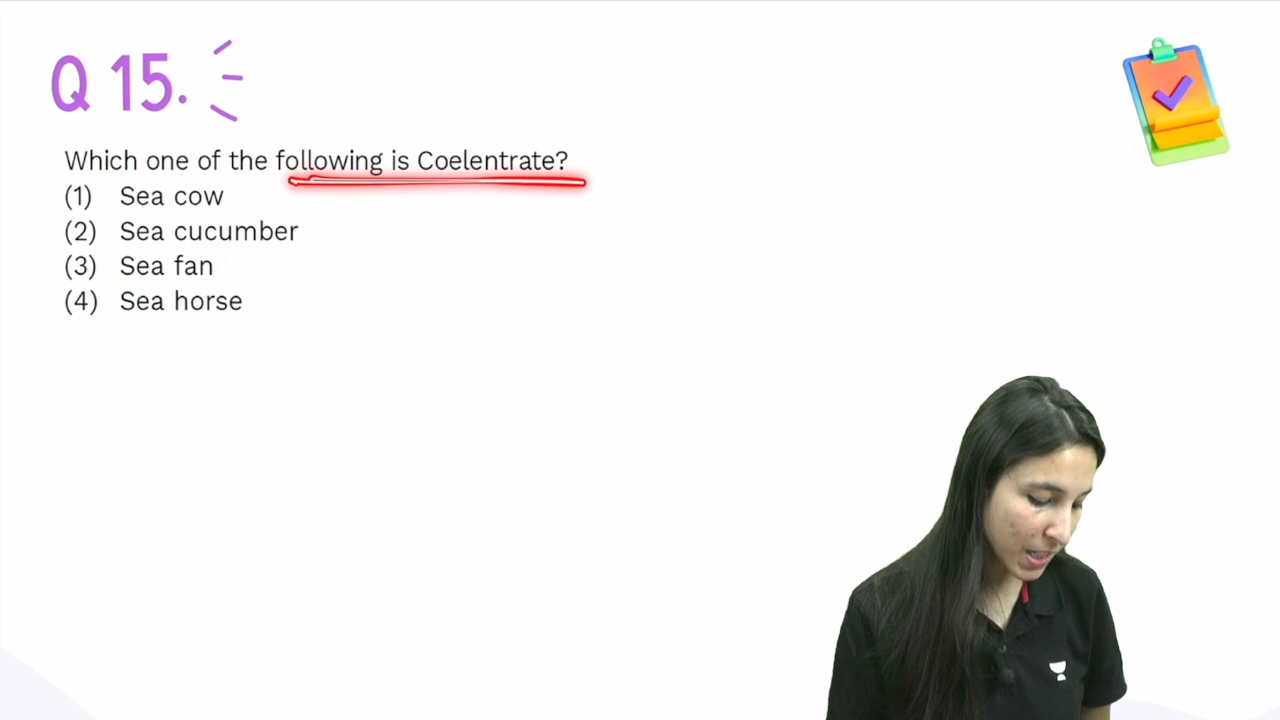 Q 15.
Which one of the following is Coelentrate?
(1) Sea cow
(2) Sea cucumber
(3) Sea fan
(4) Sea horse